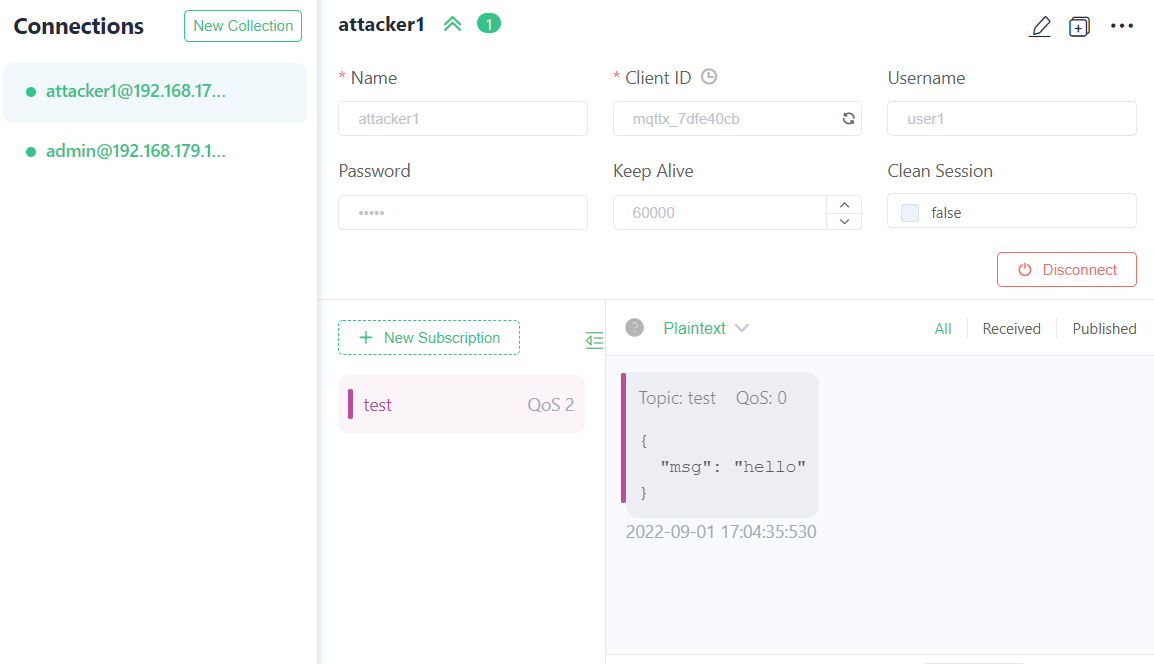 Connections
New Collection
attacker1@192.168.17...
admin@192.168.179.1...
attacker1
1
* Name
* Client ID
Username
attacker1
mqttx_7dfe40cb
user1
Password
Keep Alive
Clean Session
•••••
60000
false
Disconnect
+ New Subscription
test QoS 2
? Plaintext
All
Received
Published
Topic: test QoS: 0
{
"msg": "hello"
}
2022-09-01 17:04:35:530